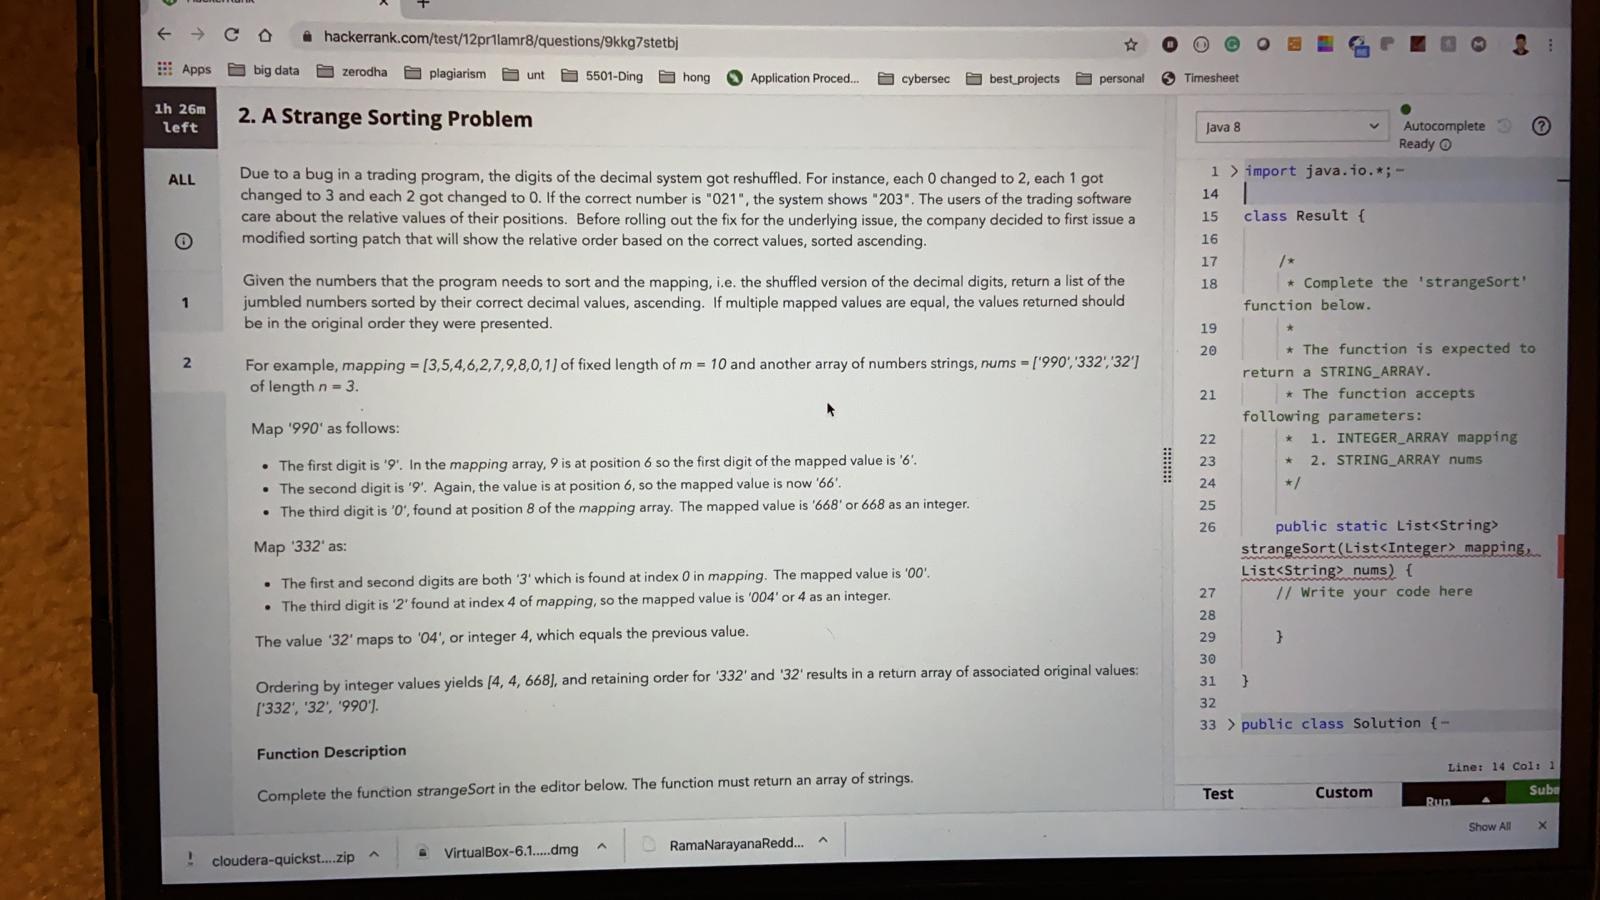 hackerrank.com/test/12pr1lamr8/questions/9kkg7stetbj
Apps big data zerodha plagiarism unt 5501-Ding hong Application Proced... cybersec best_projects personal Timesheet
1h 26m
left
ALL
1
2
2. A Strange Sorting Problem
Due to a bug in a trading program, the digits of the decimal system got reshuffled. For instance, each 0 changed to 2, each 1 got
changed to 3 and each 2 got changed to 0. If the correct number is "021", the system shows "203". The users of the trading software
care about the relative values of their positions. Before rolling out the fix for the underlying issue, the company decided to first issue a
modified sorting patch that will show the relative order based on the correct values, sorted ascending.
Given the numbers that the program needs to sort and the mapping, i.e. the shuffled version of the decimal digits, return a list of the
jumbled numbers sorted by their correct decimal values, ascending. If multiple mapped values are equal, the values returned should
be in the original order they were presented.
For example, mapping = [3,5,4,6,2,7,9,8,0,1] of fixed length of m = 10 and another array of numbers strings, nums = ['990','332','32']
of length n = 3.
Map '990' as follows:
• The first digit is '9'. In the mapping array, 9 is at position 6 so the first digit of the mapped value is '6'.
• The second digit is '9'. Again, the value is at position 6, so the mapped value is now '66'.
• The third digit is '0', found at position 8 of the mapping array. The mapped value is '668' or 668 as an integer.
Map '332' as:
• The first and second digits are both '3' which is found at index 0 in mapping. The mapped value is '00'.
• The third digit is '2' found at index 4 of mapping, so the mapped value is '004' or 4 as an integer.
The value '32' maps to '04', or integer 4, which equals the previous value.
Ordering by integer values yields [4, 4, 668], and retaining order for '332' and '32' results in a return array of associated original values:
['332', '32', '990'].
Function Description
Complete the function strangeSort in the editor below. The function must return an array of strings.
Java 8
Autocomplete
Ready
1 > import java.io.*;
14
15 class Result {
16
17 /*
18 * Complete the 'strangeSort'
function below.
19 *
20 * The function is expected to
return a STRING_ARRAY.
21 * The function accepts
following parameters:
22 * 1. INTEGER_ARRAY mapping
23 * 2. STRING_ARRAY nums
24 */
25
26 public static List<String>
strangeSort(List<Integer> mapping,
List<String> nums) {
27 // Write your code here
28
29 }
30
31 }
32
33 > public class Solution {
Line: 14 Col: 1
Test Custom Run
cloudera-quickst....zip VirtualBox-6.1.....dmg RamaNarayanaRedd... Show All